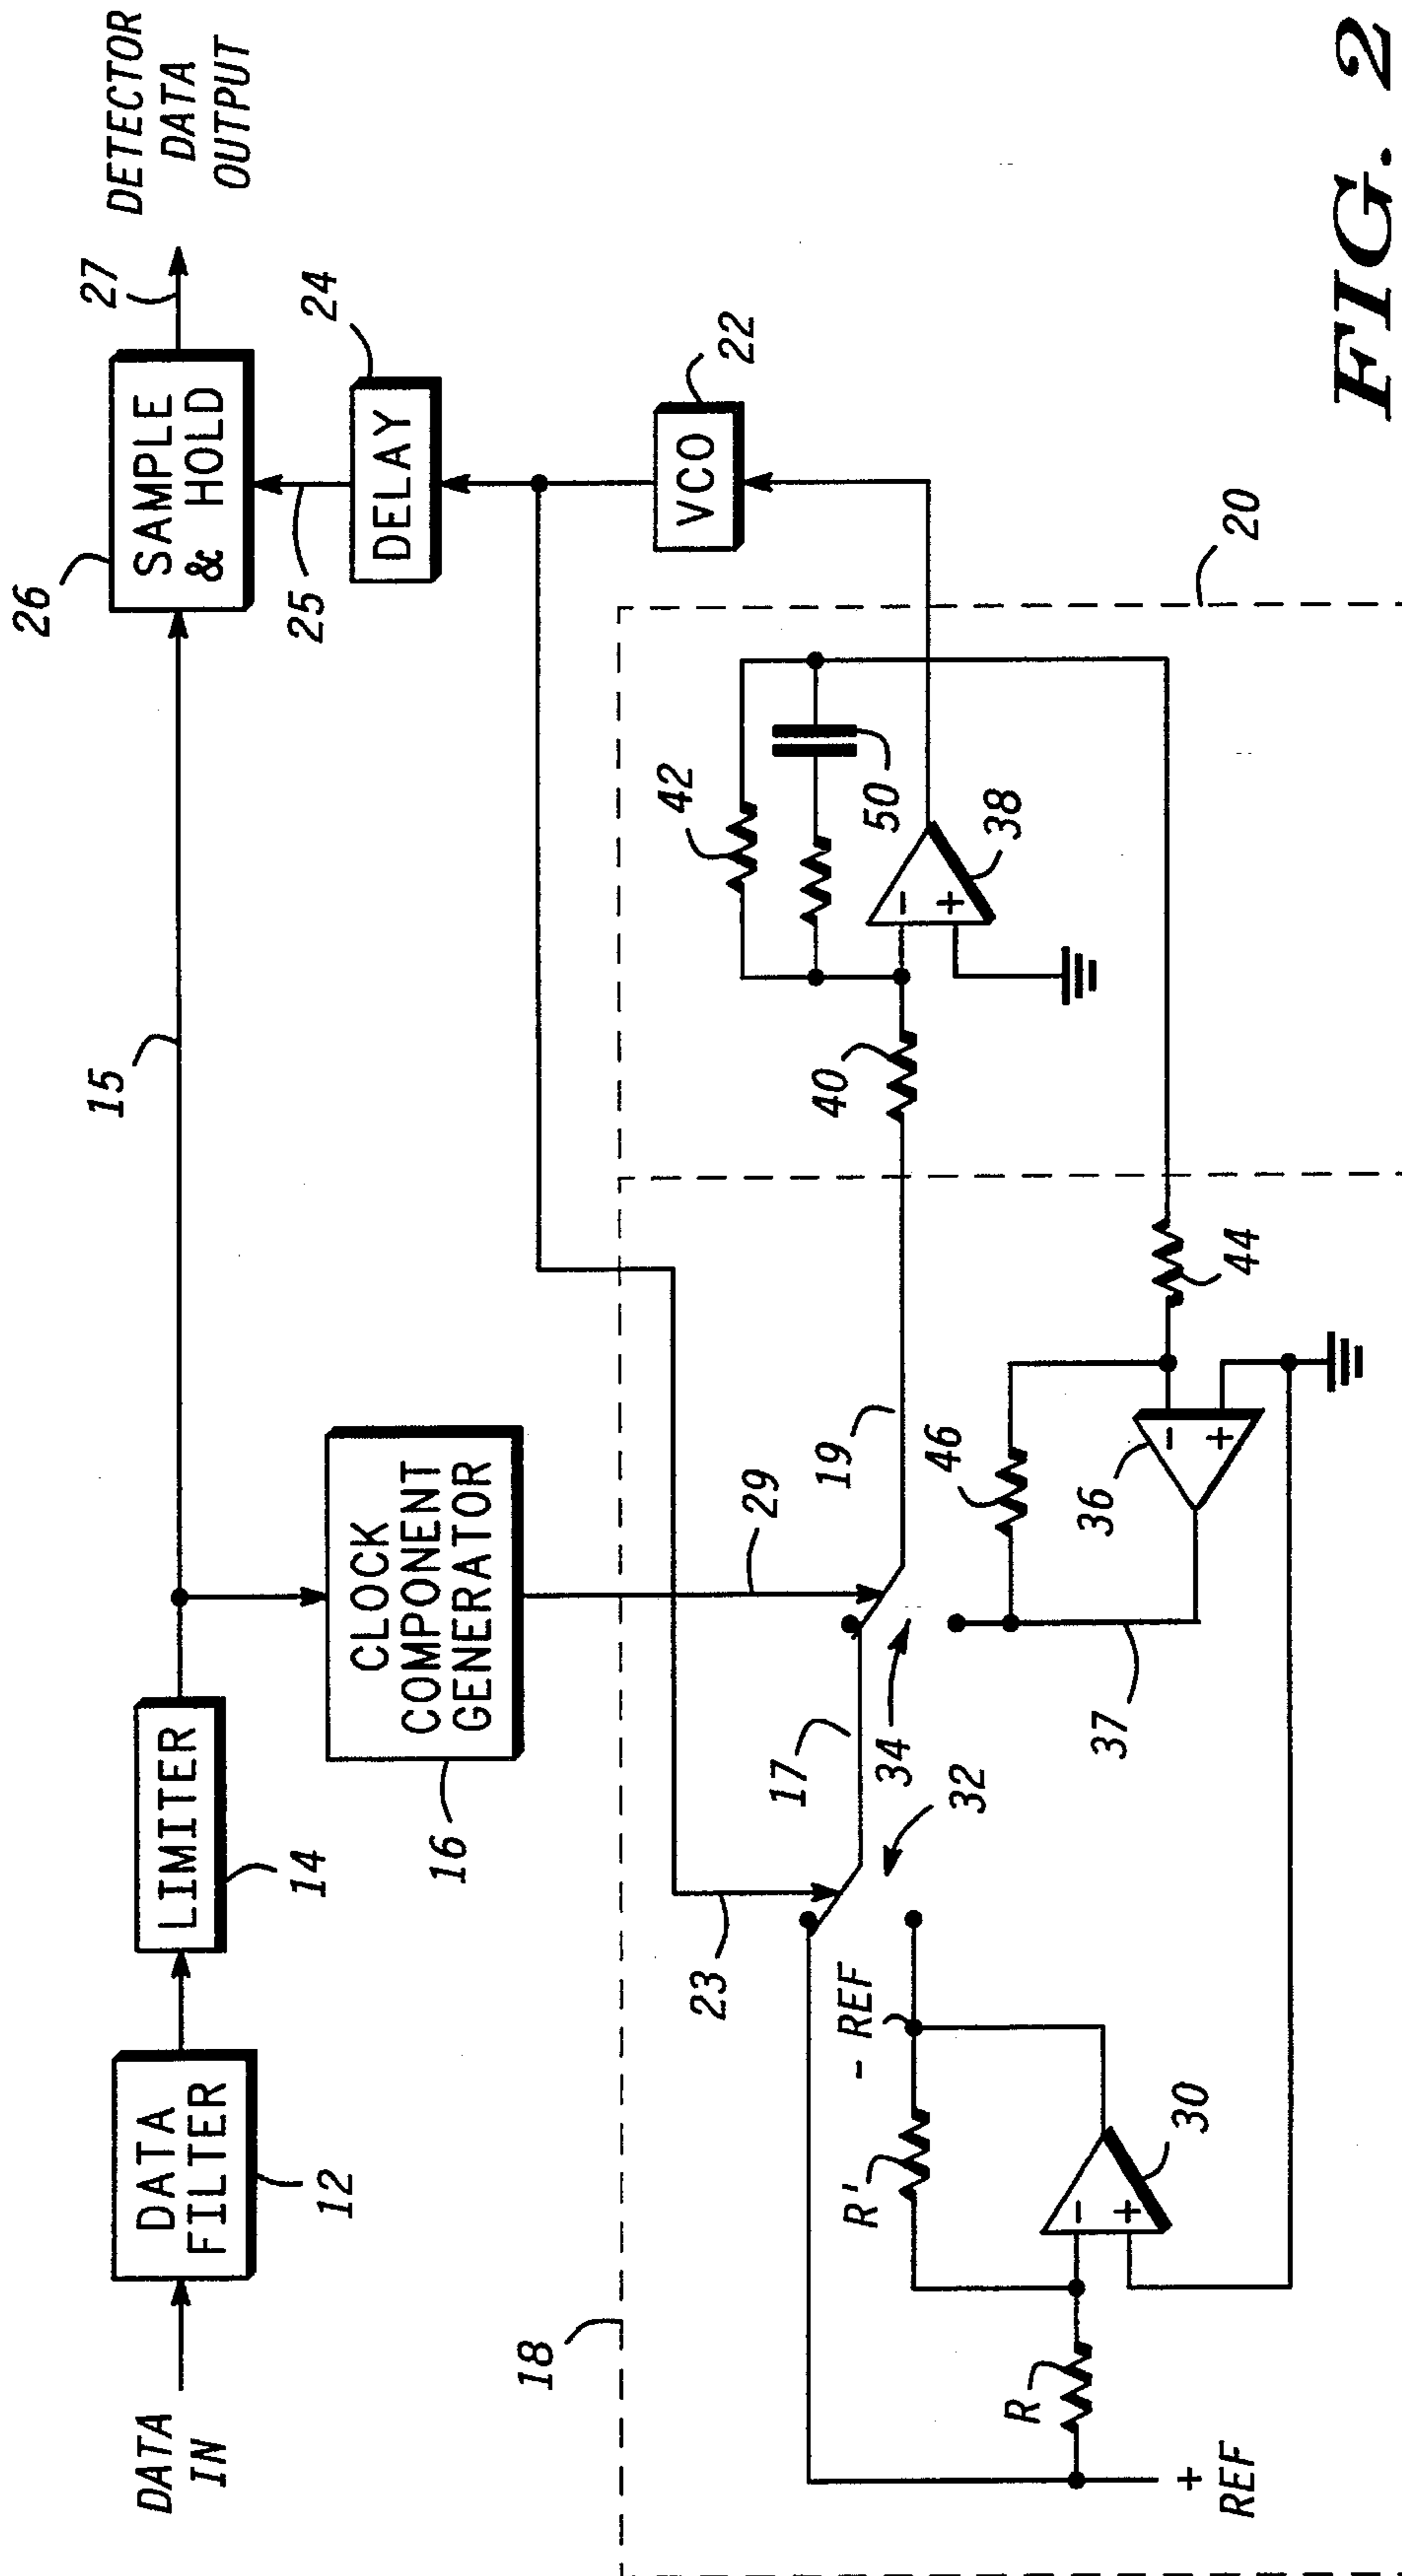 DATA
IN
DATA
FILTER
12
LIMITER
14
15
CLOCK
COMPONENT
GENERATOR
16
26
SAMPLE
& HOLD
27
DETECTOR
DATA
OUTPUT
25
DELAY
24
VCO
22
18
23
29
17
34
32
19
- REF
R'
R
+
REF
-
+
30
37
46
36
-
+
44
40
42
50
-
+
38
20
FIG. 2